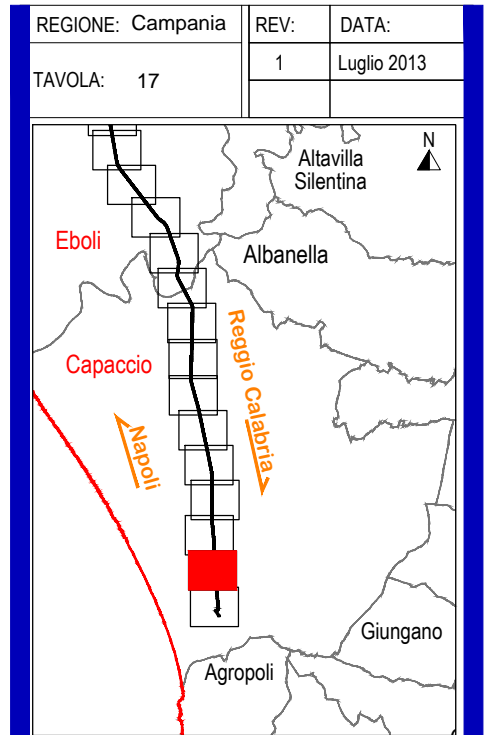 REGIONE: Campania
REV:
DATA:
1
Luglio 2013
TAVOLA: 17
N
Altavilla
Silentina
Eboli
Albanella
Capaccio
Reggio Calabria
Napoli
Giungano
Agropoli